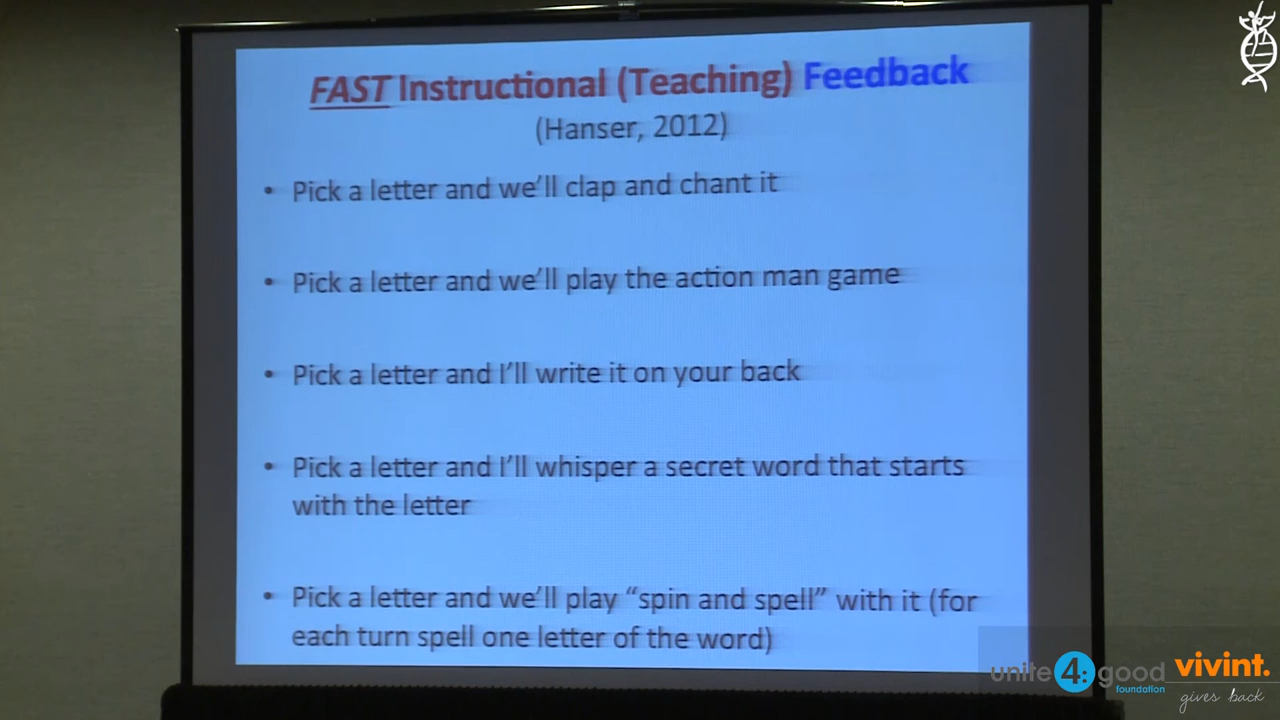 FAST Instructional (Teaching) Feedback
(Hanser, 2012)
• Pick a letter and we'll clap and chant it
• Pick a letter and we'll play the action man game
• Pick a letter and I'll write it on your back
• Pick a letter and I'll whisper a secret word that starts
with the letter
• Pick a letter and we'll play “spin and spell” with it (for
each turn spell one letter of the word)
unite 4: good
foundation
vivint.
gives back